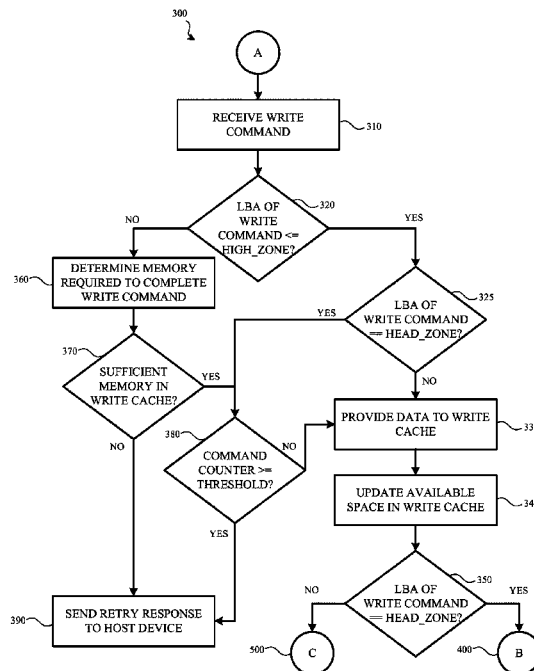 300
A
RECEIVE WRITE
COMMAND
310
320
LBA OF
WRITE
COMMAND <=
HIGH_ZONE?
NO
YES
360
DETERMINE MEMORY
REQUIRED TO COMPLETE
WRITE COMMAND
325
LBA OF
WRITE COMMAND
== HEAD_ZONE?
YES
NO
370
SUFFICIENT
MEMORY IN
WRITE CACHE?
YES
NO
380
COMMAND
COUNTER >=
THRESHOLD?
NO
YES
PROVIDE DATA TO WRITE
CACHE
33
UPDATE AVAILABLE
SPACE IN WRITE CACHE
34
350
LBA OF
WRITE COMMAND
== HEAD_ZONE?
NO
YES
390
SEND RETRY RESPONSE
TO HOST DEVICE
500
C
400
B